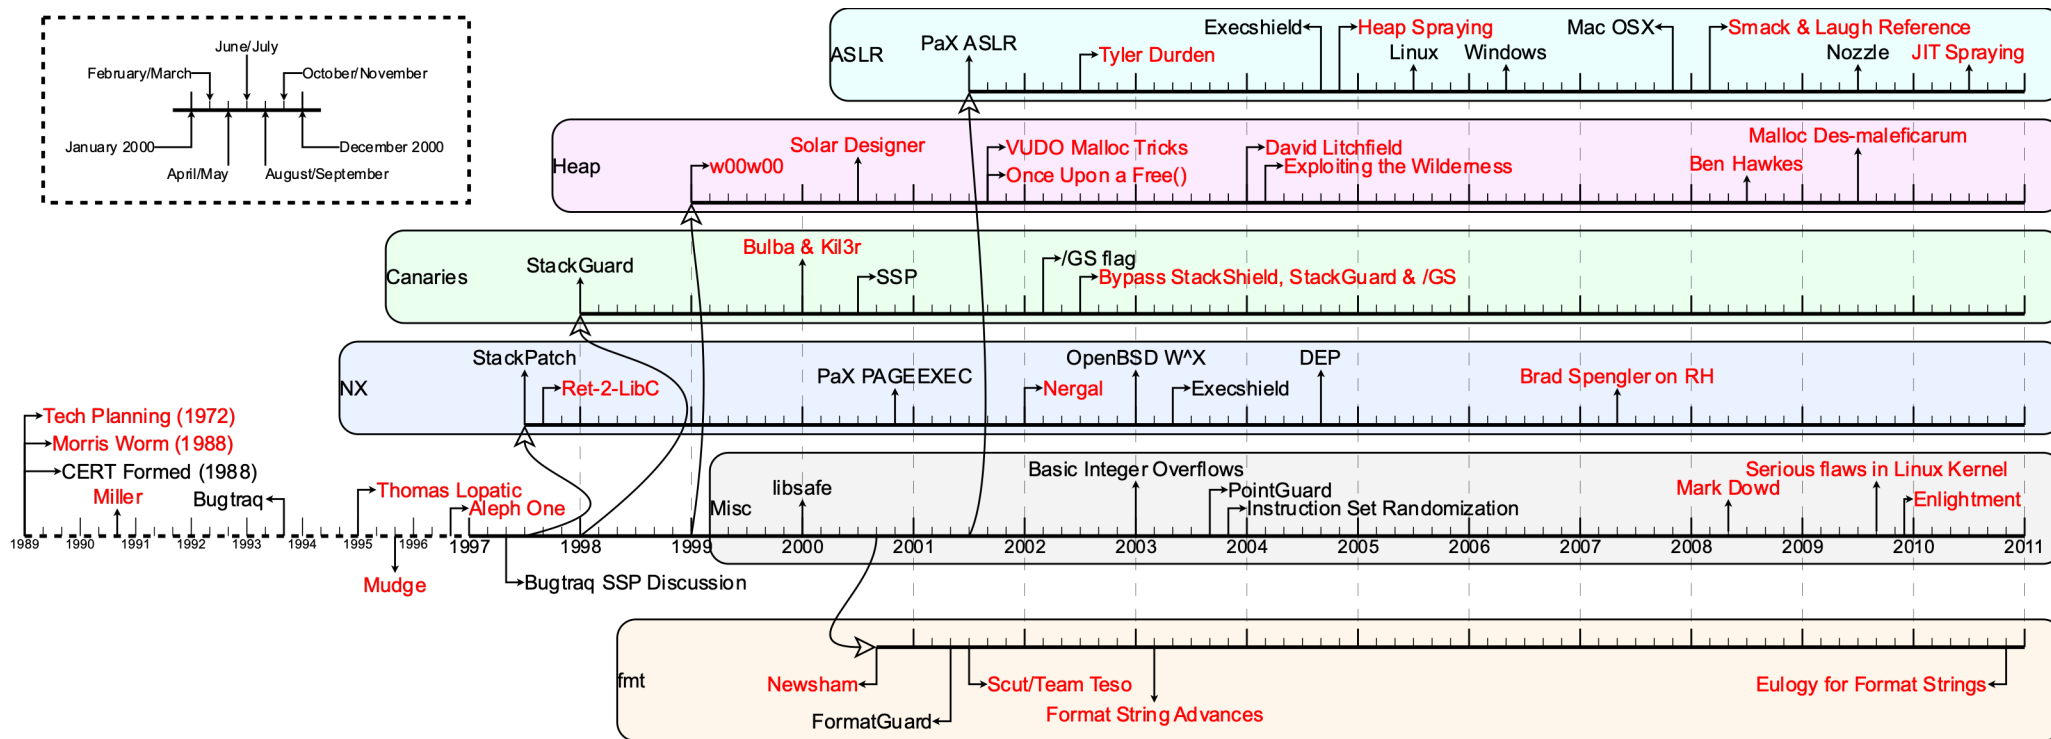 June/July
February/March
October/November
January 2000
December 2000
April/May
August/September
ASLR
PaX ASLR
Tyler Durden
Execshield
Heap Spraying
Linux
Windows
Mac OSX
Smack & Laugh Reference
Nozzle
JIT Spraying
Heap
w00w00
Solar Designer
VUDO Malloc Tricks
Once Upon a Free()
David Litchfield
Exploiting the Wilderness
Ben Hawkes
Malloc Des-maleficarum
Canaries
StackGuard
Bulba & Kil3r
SSP
/GS flag
Bypass StackShield, StackGuard & /GS
NX
StackPatch
Ret-2-LibC
PaX PAGEEXEC
Nergal
OpenBSD W^X
Execshield
DEP
Brad Spengler on RH
Tech Planning (1972)
Morris Worm (1988)
CERT Formed (1988)
Miller
Bugtraq
Thomas Lopatic
Aleph One
Misc
libsafe
Basic Integer Overflows
PointGuard
Instruction Set Randomization
Mark Dowd
Serious flaws in Linux Kernel
Enlightment
1989 1990 1991 1992 1993 1994 1995 1996 1997 1998 1999 2000 2001 2002 2003 2004 2005 2006 2007 2008 2009 2010 2011
Mudge
Bugtraq SSP Discussion
fmt
Newsham
FormatGuard
Scut/Team Teso
Format String Advances
Eulogy for Format Strings